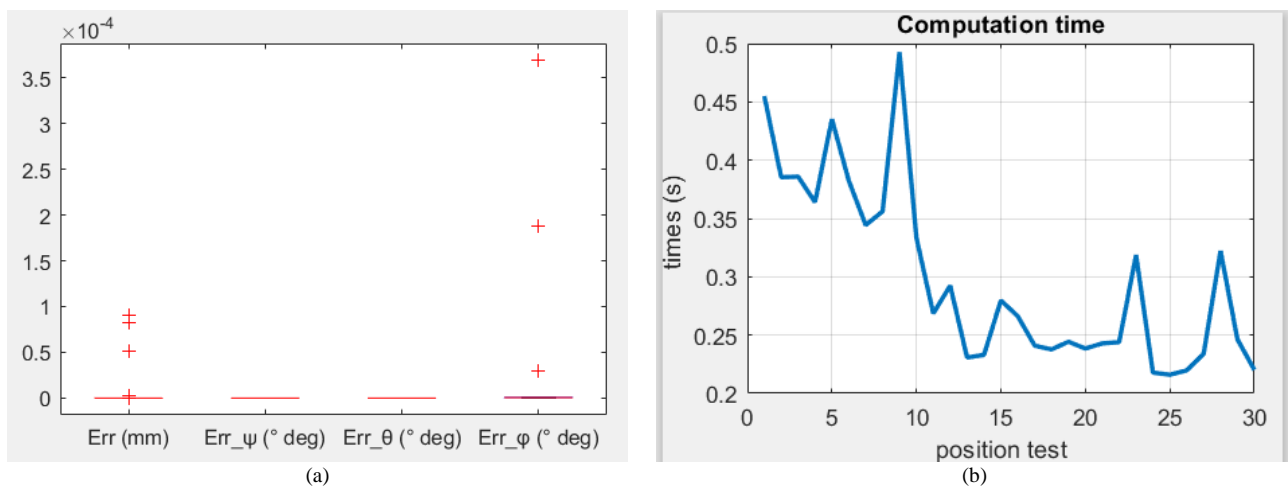 ×10⁻⁴
3.5
3
2.5
2
1.5
1
0.5
0
Err (mm) Err_ψ (° deg) Err_θ (° deg) Err_φ (° deg)
(a)
Computation time
0.5
0.45
0.4
0.35
0.3
0.25
0.2
times (s)
0 5 10 15 20 25 30
position test
(b)